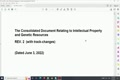 The Consolidated Document Relating to Intellectual Property
and Genetic Resources
REV. 2 (with track-changes)
(Dated June 3, 2022)